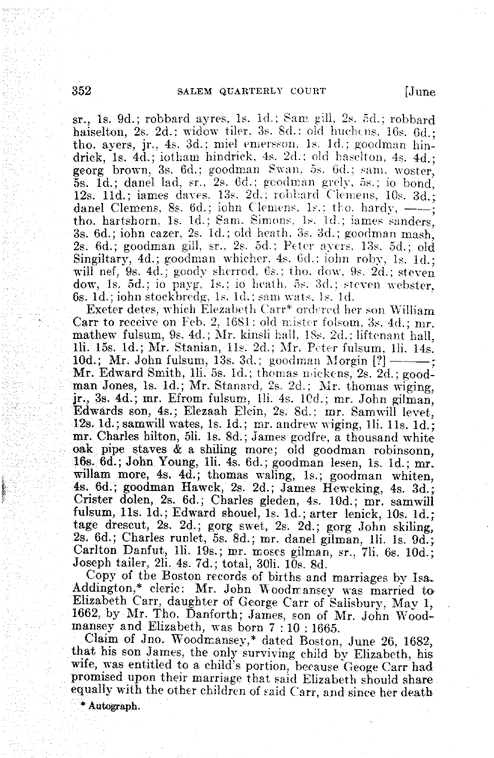 352 SALEM QUARTERLY COURT [June
sr., 1s. 9d.; robbard ayres, 1s. 1d.; Sam gill, 2s. 5d.; robbard
haiselton, 2s. 2d.; widow tiler, 3s. 8d.; old huchens, 16s. 6d.;
tho. ayers, jr., 4s. 3d.; miel emersson, 1s. 1d.; goodman hin-
drick, 1s. 4d.; iotham hindrick, 4s. 2d.; old haselton, 4s. 4d.;
georg brown, 3s. 6d.; goodman Swan, 5s. 6d.; sam. woster,
5s. 1d.; danel lad, sr., 2s. 6d.; goodman grely, 5s.; io bond,
12s. 11d.; iames daves, 13s. 2d.; robbard Clemens, 10s. 3d.;
danel Clemens, 8s. 6d.; iohn Clemens, 1s.; tho. hardy, ——;
tho. hartshorn, 1s. 1d.; Sam. Simons, 1s. 1d.; iames sanders,
3s. 6d.; iohn cazer, 2s. 1d.; old heath, 3s. 3d.; goodman mash,
2s. 6d.; goodman gill, sr., 2s. 5d.; Peter ayers, 13s. 5d.; old
Singiltary, 4d.; goodman whicher, 4s. 6d.; iohn roby, 1s. 1d.;
will nef, 9s. 4d.; goody sherrod, 6s.; tho. dow, 9s. 2d.; steven
dow, 1s. 5d.; io payg, 1s.; io heath, 5s. 3d.; steven webster,
6s. 1d.; iohn stockbredg, 1s. 1d.; sam wats, 1s. 1d.
Exeter detes, which Elezabeth Carr* ordered her son William
Carr to receive on Feb. 2, 1681: old mister folsom, 3s. 4d.; mr.
mathew fulsum, 9s. 4d.; Mr. kinsli hall, 18s. 2d.; liftenant hall,
1li. 15s. 1d.; Mr. Stanian, 11s. 2d.; Mr. Peter fulsum, 1li. 14s.
10d.; Mr. John fulsum, 13s. 3d.; goodman Morgin [?] ———;
Mr. Edward Smith, 1li. 5s. 1d.; thomas mickens, 2s. 2d.; good-
man Jones, 1s. 1d.; Mr. Stanard, 2s. 2d.; Mr. thomas wiging,
jr., 3s. 4d.; mr. Efrom fulsum, 1li. 4s. 10d.; mr. John gilman,
Edwards son, 4s.; Elezaah Elcin, 2s. 8d.; mr. Samwill levet,
12s. 1d.; samwill wates, 1s. 1d.; mr. andrew wiging, 1li. 11s. 1d.;
mr. Charles hilton, 5li. 1s. 8d.; James godfre, a thousand white
oak pipe staves & a shiling more; old goodman robinsonn,
16s. 6d.; John Young, 1li. 4s. 6d.; goodman lesen, 1s. 1d.; mr.
willam more, 4s. 4d.; thomas waling, 1s.; goodman whiten,
4s. 6d.; goodman Hawck, 2s. 2d.; James Hewcking, 4s. 3d.;
Crister dolen, 2s. 6d.; Charles gleden, 4s. 10d.; mr. samwill
fulsum, 11s. 1d.; Edward shouel, 1s. 1d.; arter lenick, 10s. 1d.;
tage drescut, 2s. 2d.; gorg swet, 2s. 2d.; gorg John skiling,
2s. 6d.; Charles runlet, 5s. 8d.; mr. danel gilman, 1li. 1s. 9d.;
Carlton Danfut, 1li. 19s.; mr. moses gilman, sr., 7li. 6s. 10d.;
Joseph tailer, 2li. 4s. 7d.; total, 30li. 10s. 8d.
Copy of the Boston records of births and marriages by Isa.
Addington,* cleric: Mr. John Woodmansey was married to
Elizabeth Carr, daughter of George Carr of Salisbury, May 1,
1662, by Mr. Tho. Danforth; James, son of Mr. John Wood-
mansey and Elizabeth, was born 7 : 10 : 1665.
Claim of Jno. Woodmansey,* dated Boston, June 26, 1682,
that his son James, the only surviving child by Elizabeth, his
wife, was entitled to a child's portion, because Geoge Carr had
promised upon their marriage that said Elizabeth should share
equally with the other children of said Carr, and since her death
* Autograph.